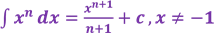 ∫ xⁿ dx = xⁿ⁺¹/(n+1) + c , x ≠ −1